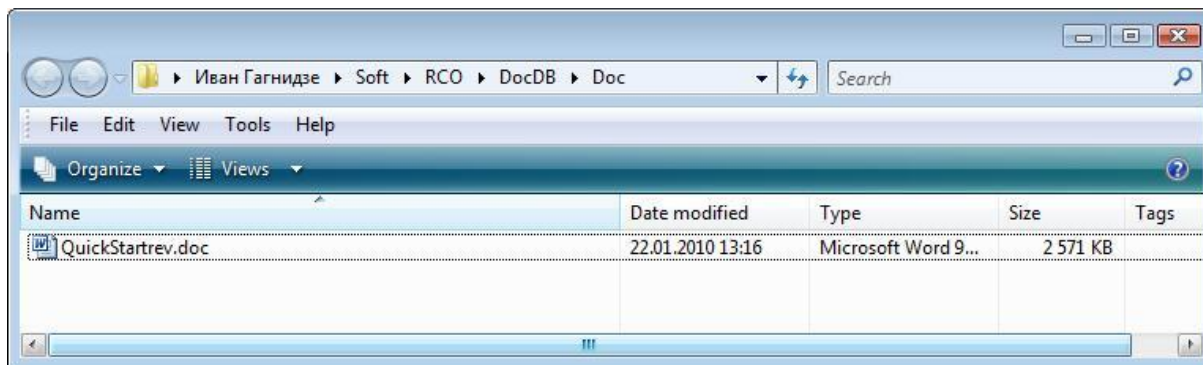 Иван Гагнидзе Soft RCO DocDB Doc Search
File Edit View Tools Help
Organize Views
Name Date modified Type Size Tags
QuickStartrev.doc 22.01.2010 13:16 Microsoft Word 9... 2 571 KB